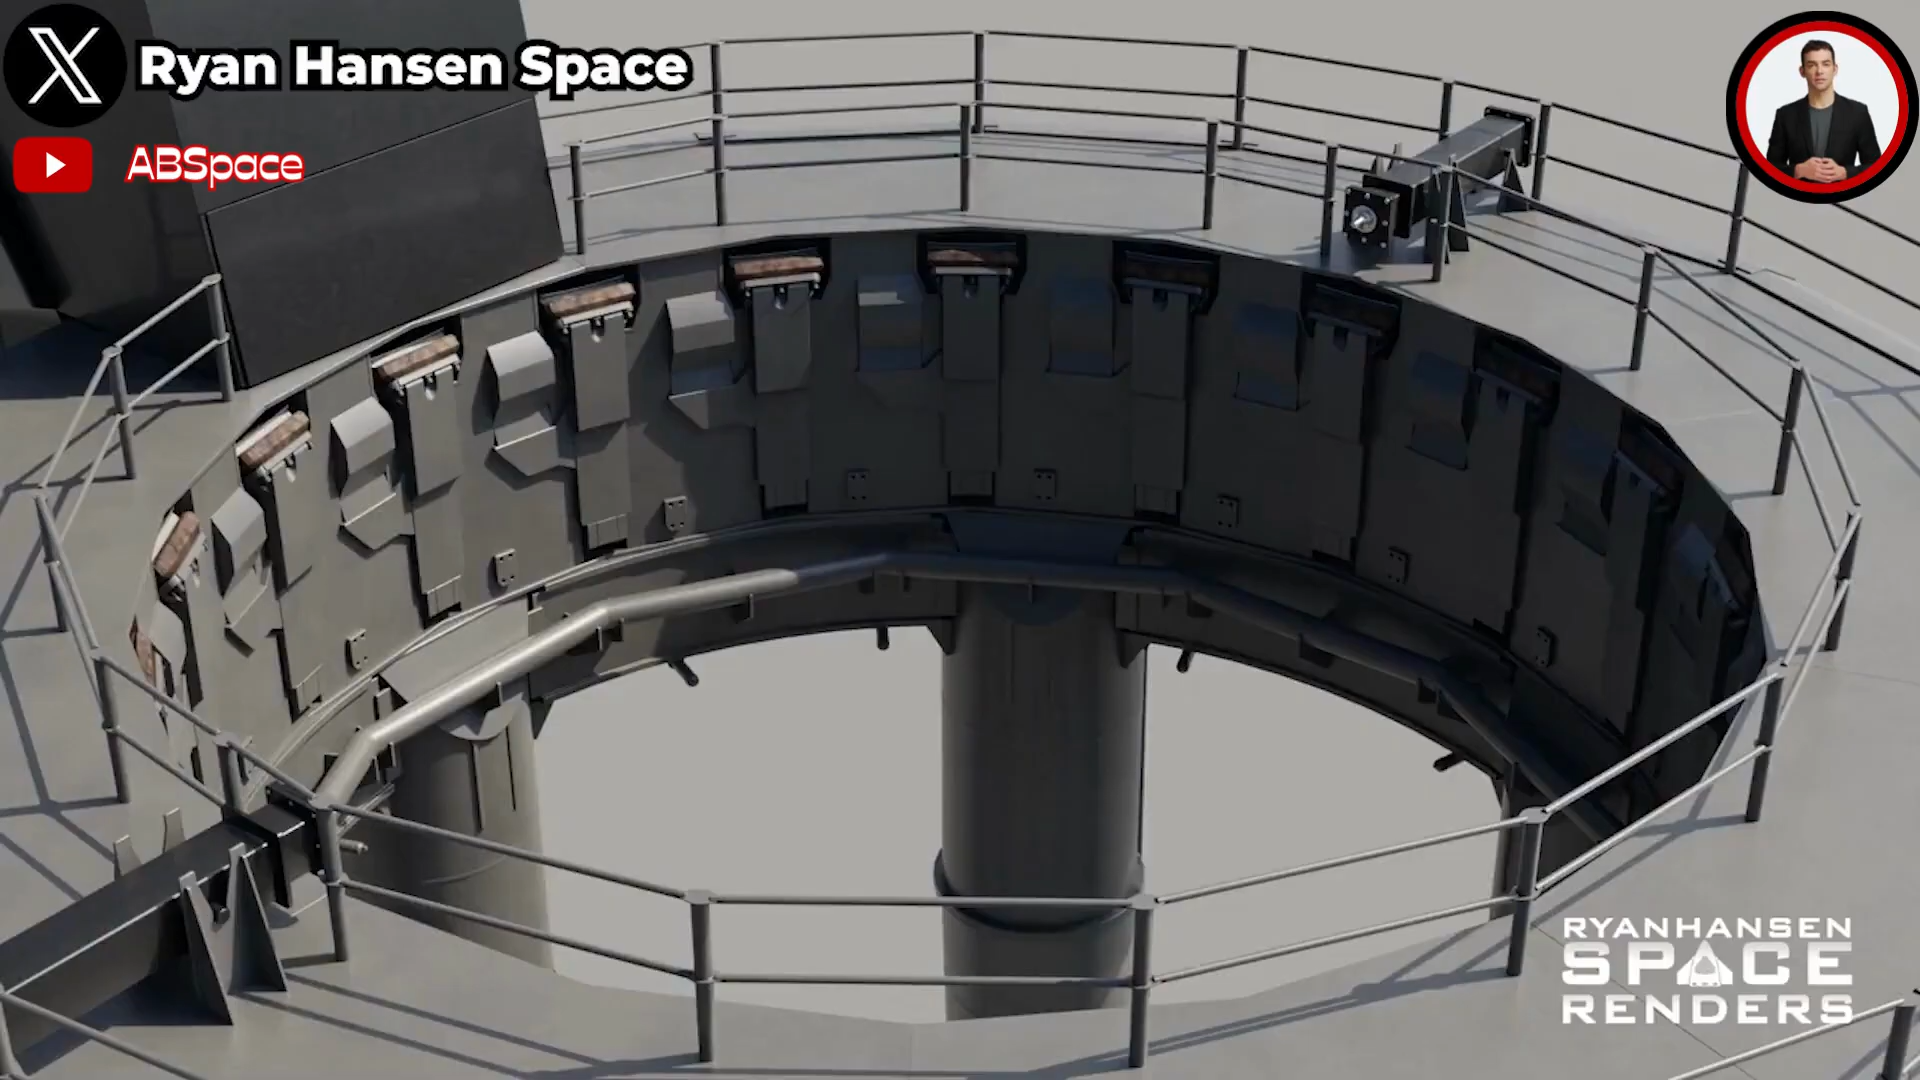 Ryan Hansen Space
ABSpace
RYANHANSEN
SPACE
RENDERS